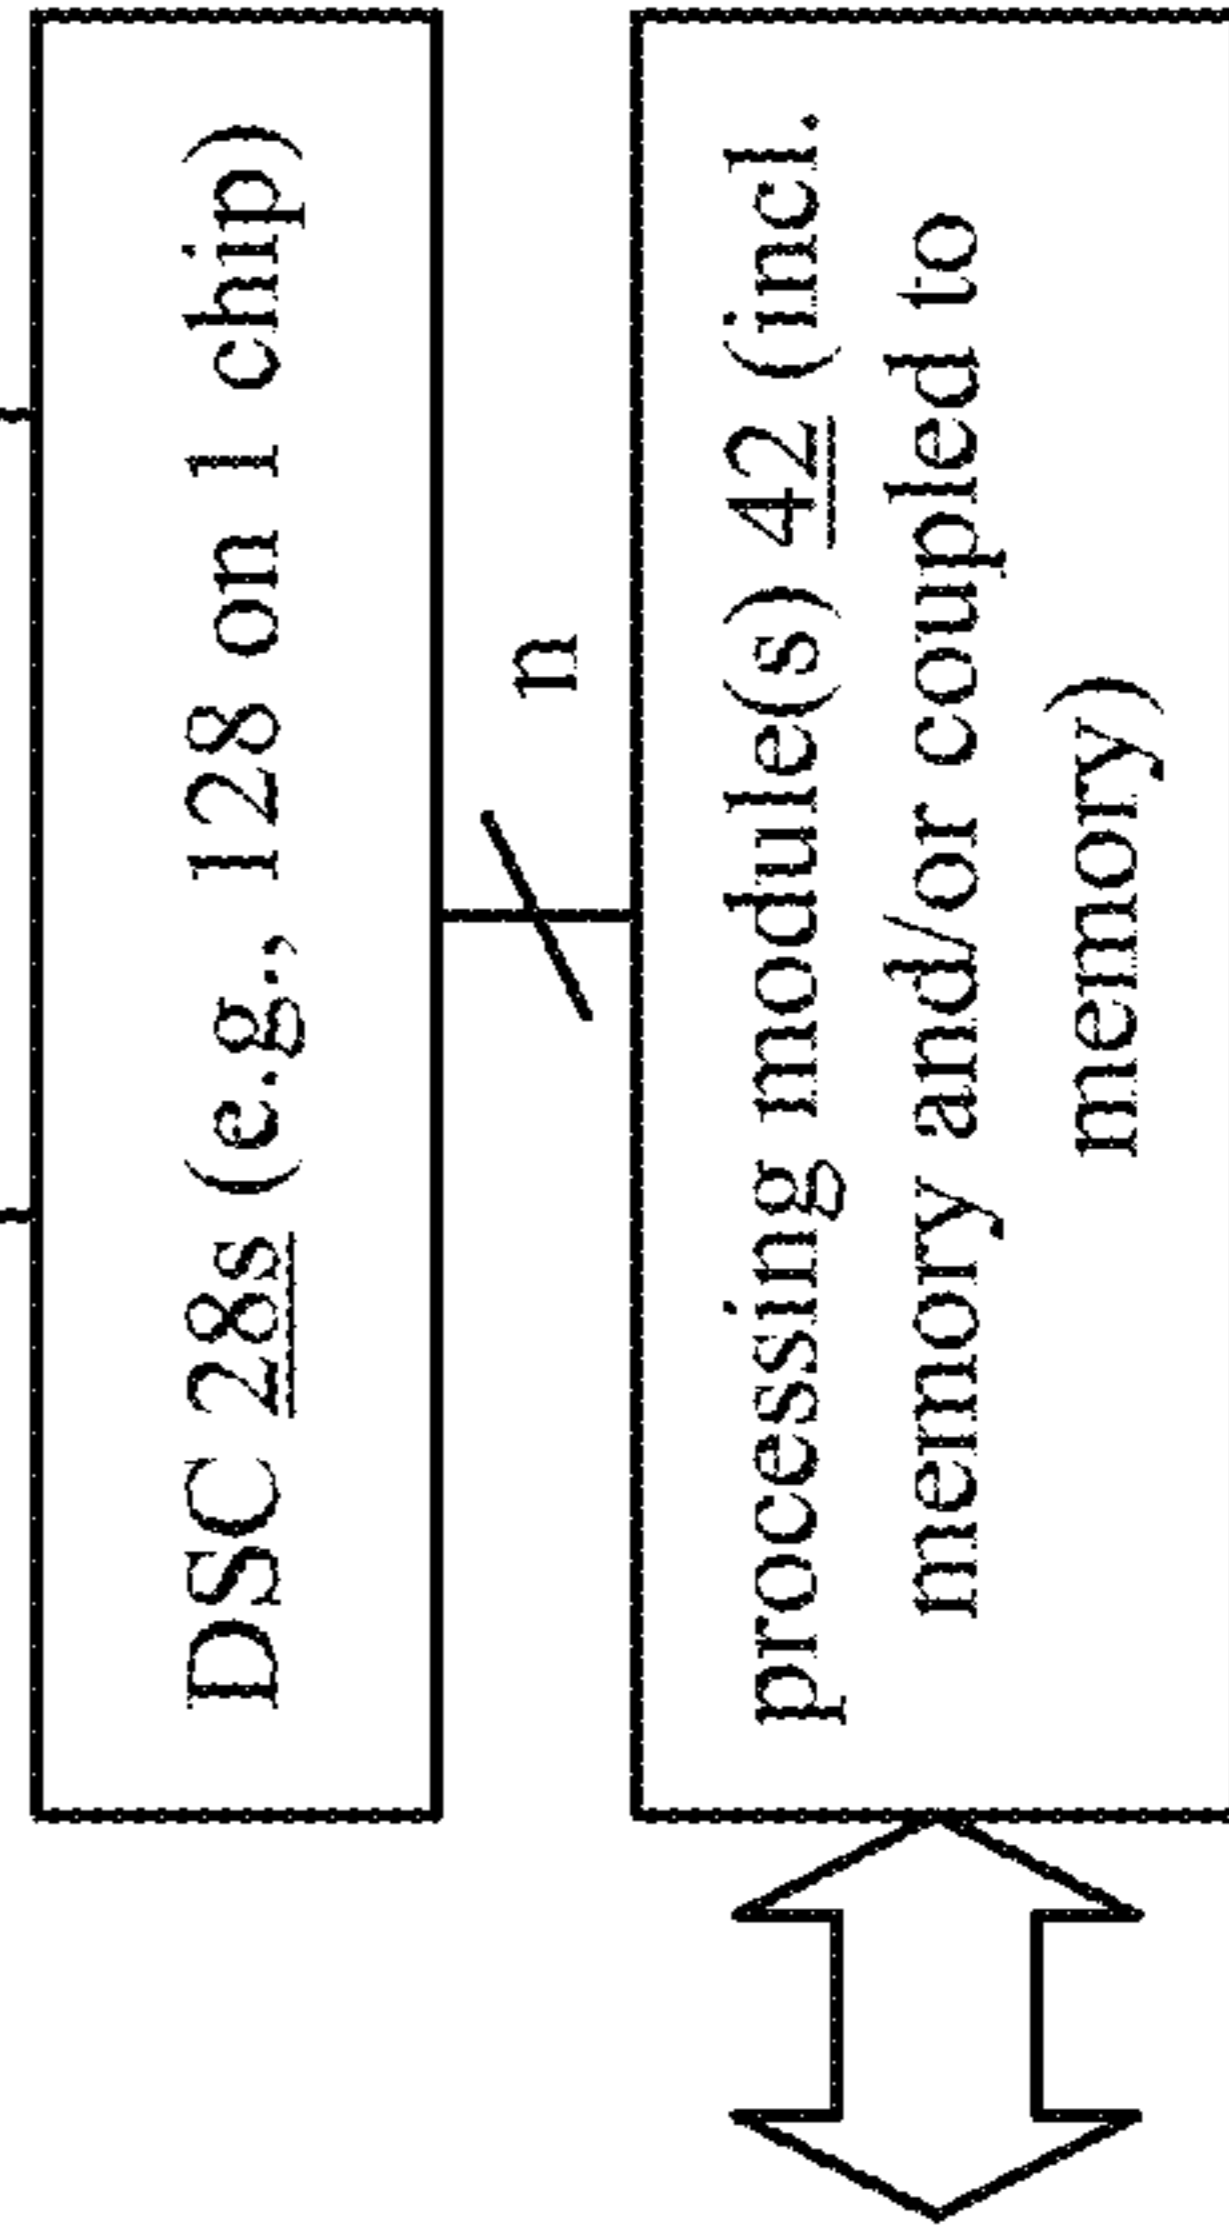 DSC 28s (e.g., 128 on 1 chip)
n
processing module(s) 42 (incl.
memory and/or coupled to
memory)